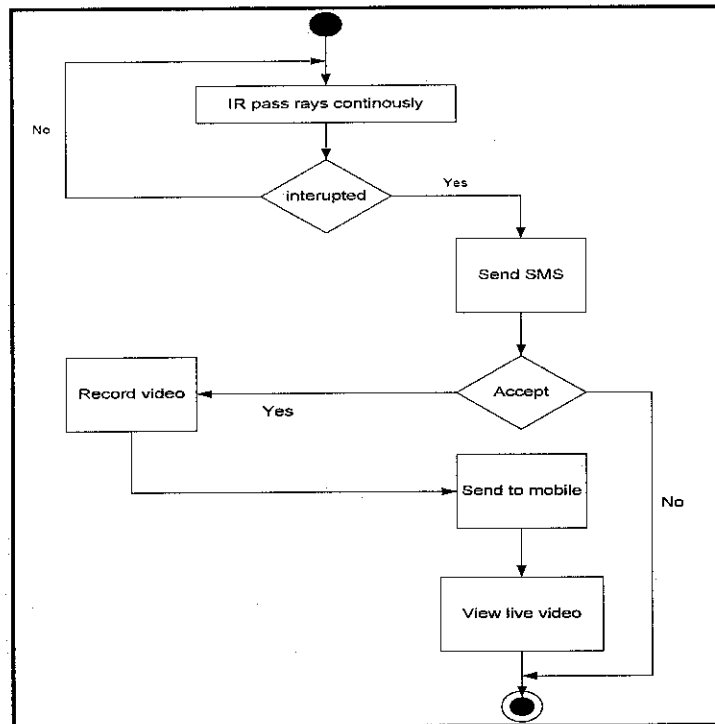 IR pass rays continously
No
interupted
Yes
Send SMS
Record video
Yes
Accept
Send to mobile
No
View live video